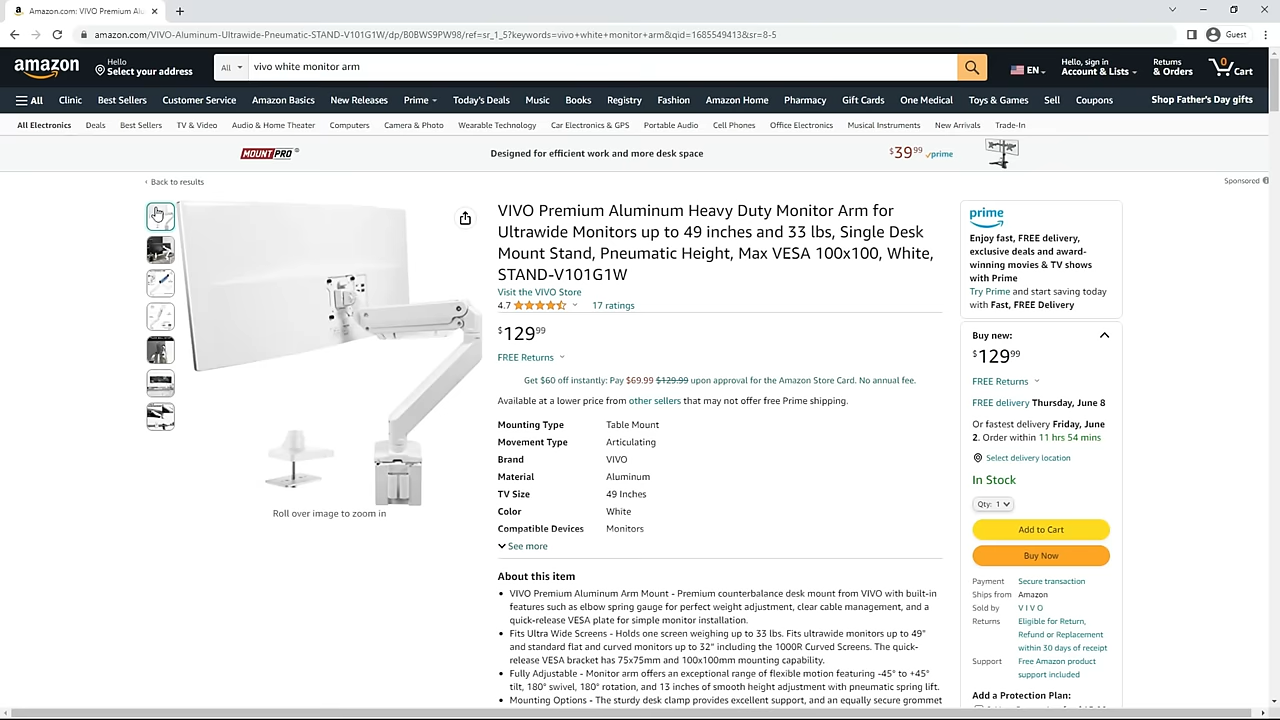 Amazon.com: VIVO Premium Alu
amazon.com/VIVO-Aluminum-Ultrawide-Pneumatic-STAND-V101G1W/dp/B0BWS9PW98/ref=sr_1_5?keywords=vivo+white+monitor+arm&qid=1685549413&sr=8-5
Guest
amazon
Hello
Select your address
All
vivo white monitor arm
EN
Hello, sign in
Account & Lists
Returns
& Orders
0
Cart
All
Clinic
Best Sellers
Customer Service
Amazon Basics
New Releases
Prime
Today's Deals
Music
Books
Registry
Fashion
Amazon Home
Pharmacy
Gift Cards
One Medical
Toys & Games
Sell
Coupons
Shop Father's Day gifts
All Electronics
Deals
Best Sellers
TV & Video
Audio & Home Theater
Computers
Camera & Photo
Wearable Technology
Car Electronics & GPS
Portable Audio
Cell Phones
Office Electronics
Musical Instruments
New Arrivals
Trade-In
MOUNTPRO®
Designed for efficient work and more desk space
$3999 prime
Sponsored
‹ Back to results
VIVO Premium Aluminum Heavy Duty Monitor Arm for
Ultrawide Monitors up to 49 inches and 33 lbs, Single Desk
Mount Stand, Pneumatic Height, Max VESA 100x100, White,
STAND-V101G1W
Visit the VIVO Store
4.7
17 ratings
$12999
FREE Returns
Get $60 off instantly: Pay $69.99 $129.99 upon approval for the Amazon Store Card. No annual fee.
Available at a lower price from other sellers that may not offer free Prime shipping.
Mounting Type Table Mount
Movement Type Articulating
Brand VIVO
Material Aluminum
TV Size 49 Inches
Color White
Compatible Devices Monitors
See more
About this item
• VIVO Premium Aluminum Arm Mount - Premium counterbalance desk mount from VIVO with built-in
features such as elbow spring gauge for perfect weight adjustment, clear cable management, and a
quick-release VESA plate for simple monitor installation.
• Fits Ultra Wide Screens - Holds one screen weighing up to 33 lbs. Fits ultrawide monitors up to 49"
and standard flat and curved monitors up to 32" including the 1000R Curved Screens. The quick-
release VESA bracket has 75x75mm and 100x100mm mounting capability.
• Fully Adjustable - Monitor arm offers an exceptional range of flexible motion featuring -45° to +45°
tilt, 180° swivel, 180° rotation, and 13 inches of smooth height adjustment with pneumatic spring lift.
• Mounting Options - The sturdy desk clamp provides excellent support, and an equally secure grommet
Roll over image to zoom in
prime
Enjoy fast, FREE delivery,
exclusive deals and award-
winning movies & TV shows
with Prime
Try Prime and start saving today
with Fast, FREE Delivery
Buy new:
$12999
FREE Returns
FREE delivery Thursday, June 8
Or fastest delivery Friday, June
2. Order within 11 hrs 54 mins
Select delivery location
In Stock
Qty: 1
Add to Cart
Buy Now
Payment Secure transaction
Ships from Amazon
Sold by V I V O
Returns Eligible for Return,
Refund or Replacement
within 30 days of receipt
Support Free Amazon product
support included
Add a Protection Plan: